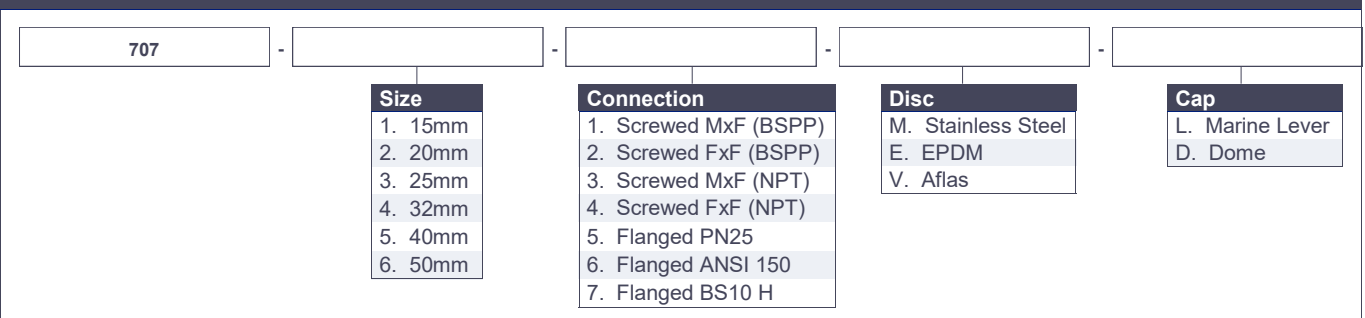 707 - - - -
Size
1. 15mm
2. 20mm
3. 25mm
4. 32mm
5. 40mm
6. 50mm
Connection
1. Screwed MxF (BSPP)
2. Screwed FxF (BSPP)
3. Screwed MxF (NPT)
4. Screwed FxF (NPT)
5. Flanged PN25
6. Flanged ANSI 150
7. Flanged BS10 H
Disc
M. Stainless Steel
E. EPDM
V. Aflas
Cap
L. Marine Lever
D. Dome